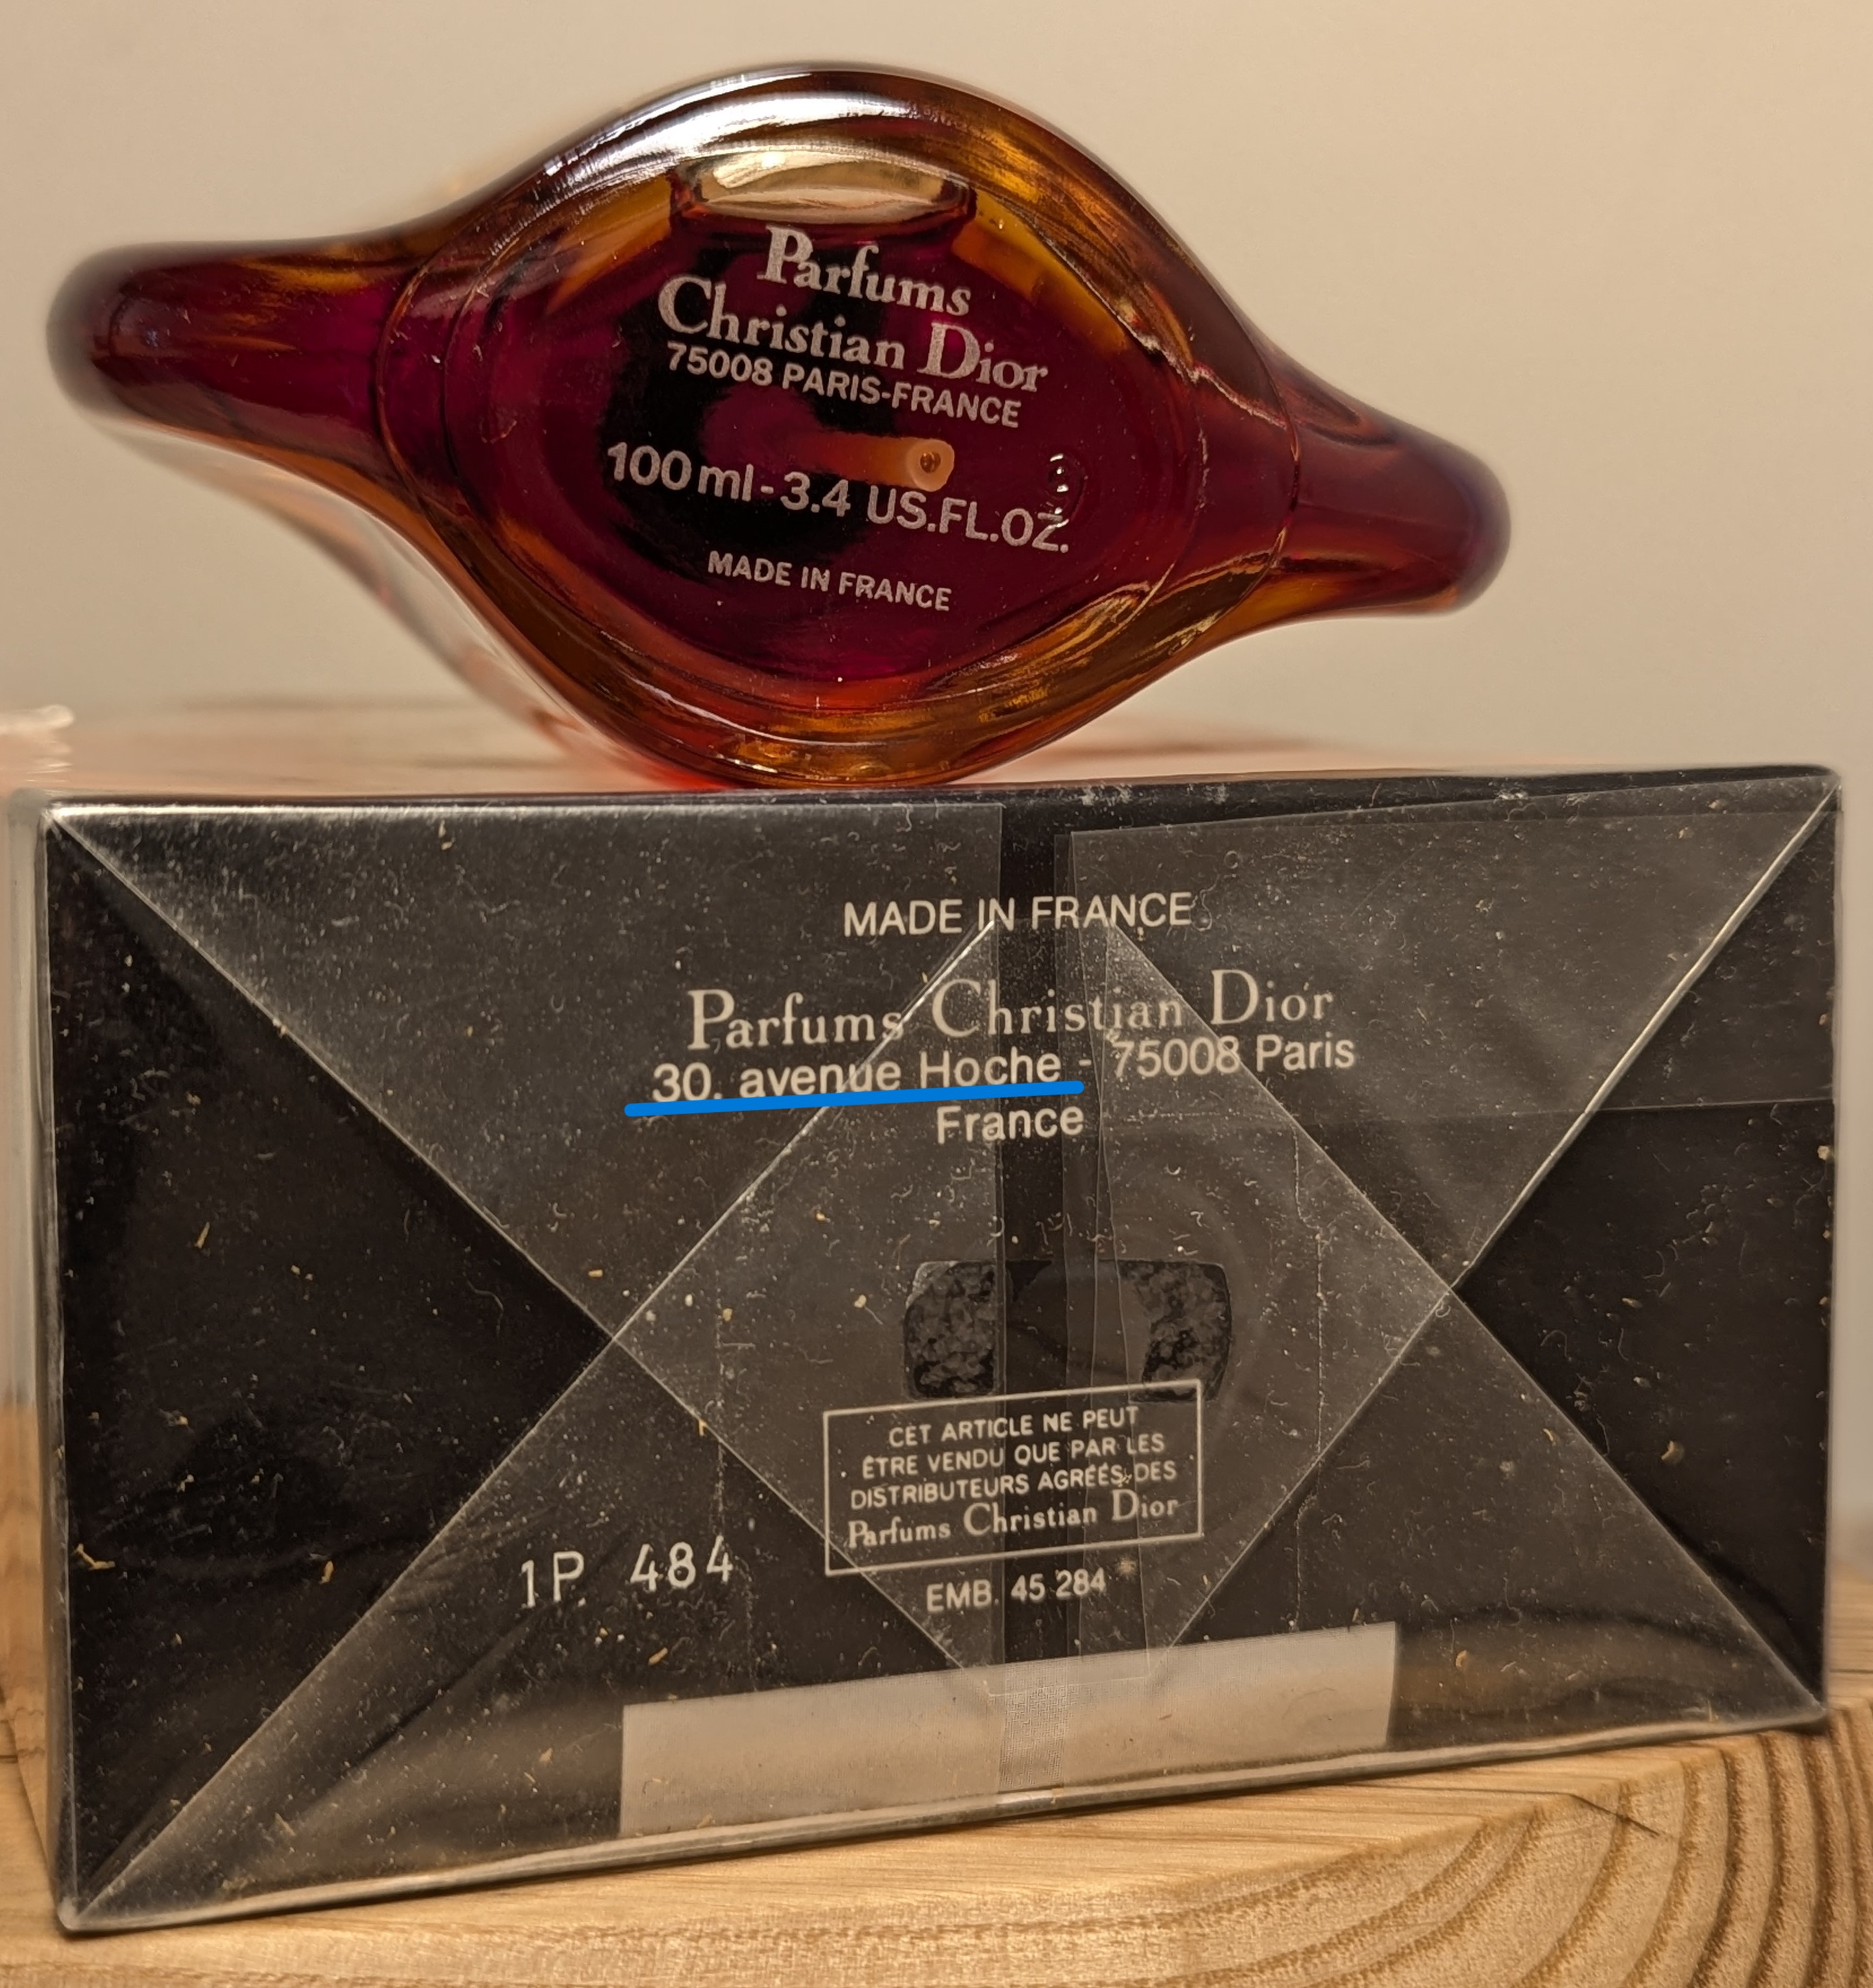 Parfums
Christian Dior
75008 PARIS-FRANCE
100 ml - 3.4 US.FL.OZ.
MADE IN FRANCE
MADE IN FRANCE
Parfums Christian Dior
30, avenue Hoche - 75008 Paris
France
CET ARTICLE NE PEUT
ÊTRE VENDU QUE PAR LES
DISTRIBUTEURS AGRÉÉS DES
Parfums Christian Dior
1P. 484
EMB. 45 284